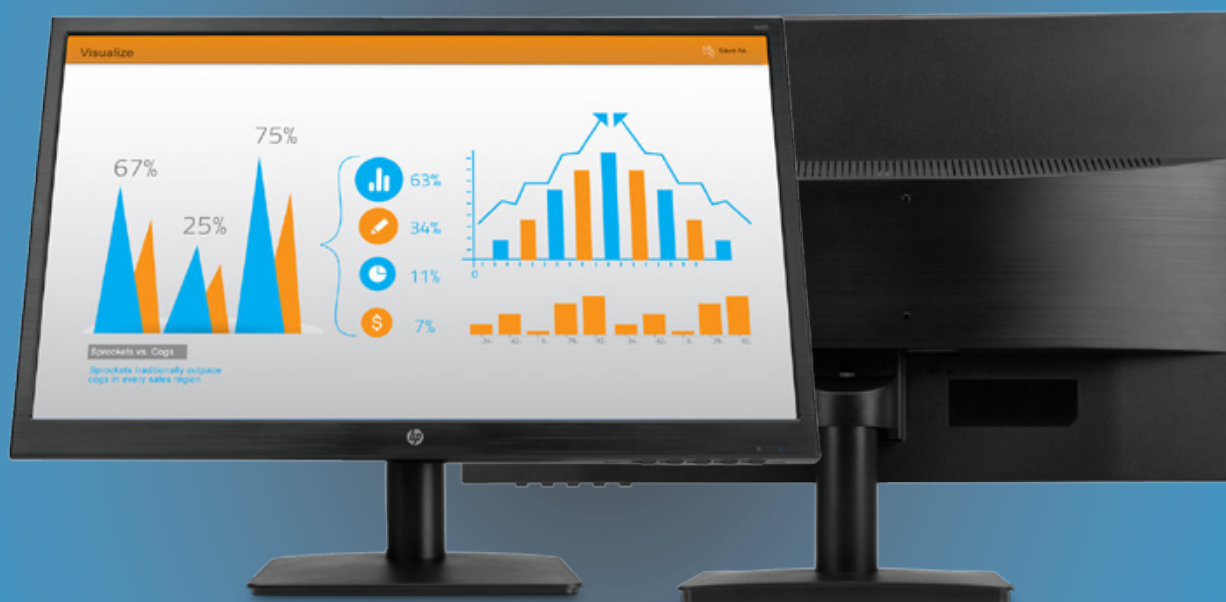 Visualize
Save As...
67%
25%
75%
63%
34%
11%
7%
0
Sprockets vs. Cogs
Sprockets traditionally outpace
cogs in every sales region
hp